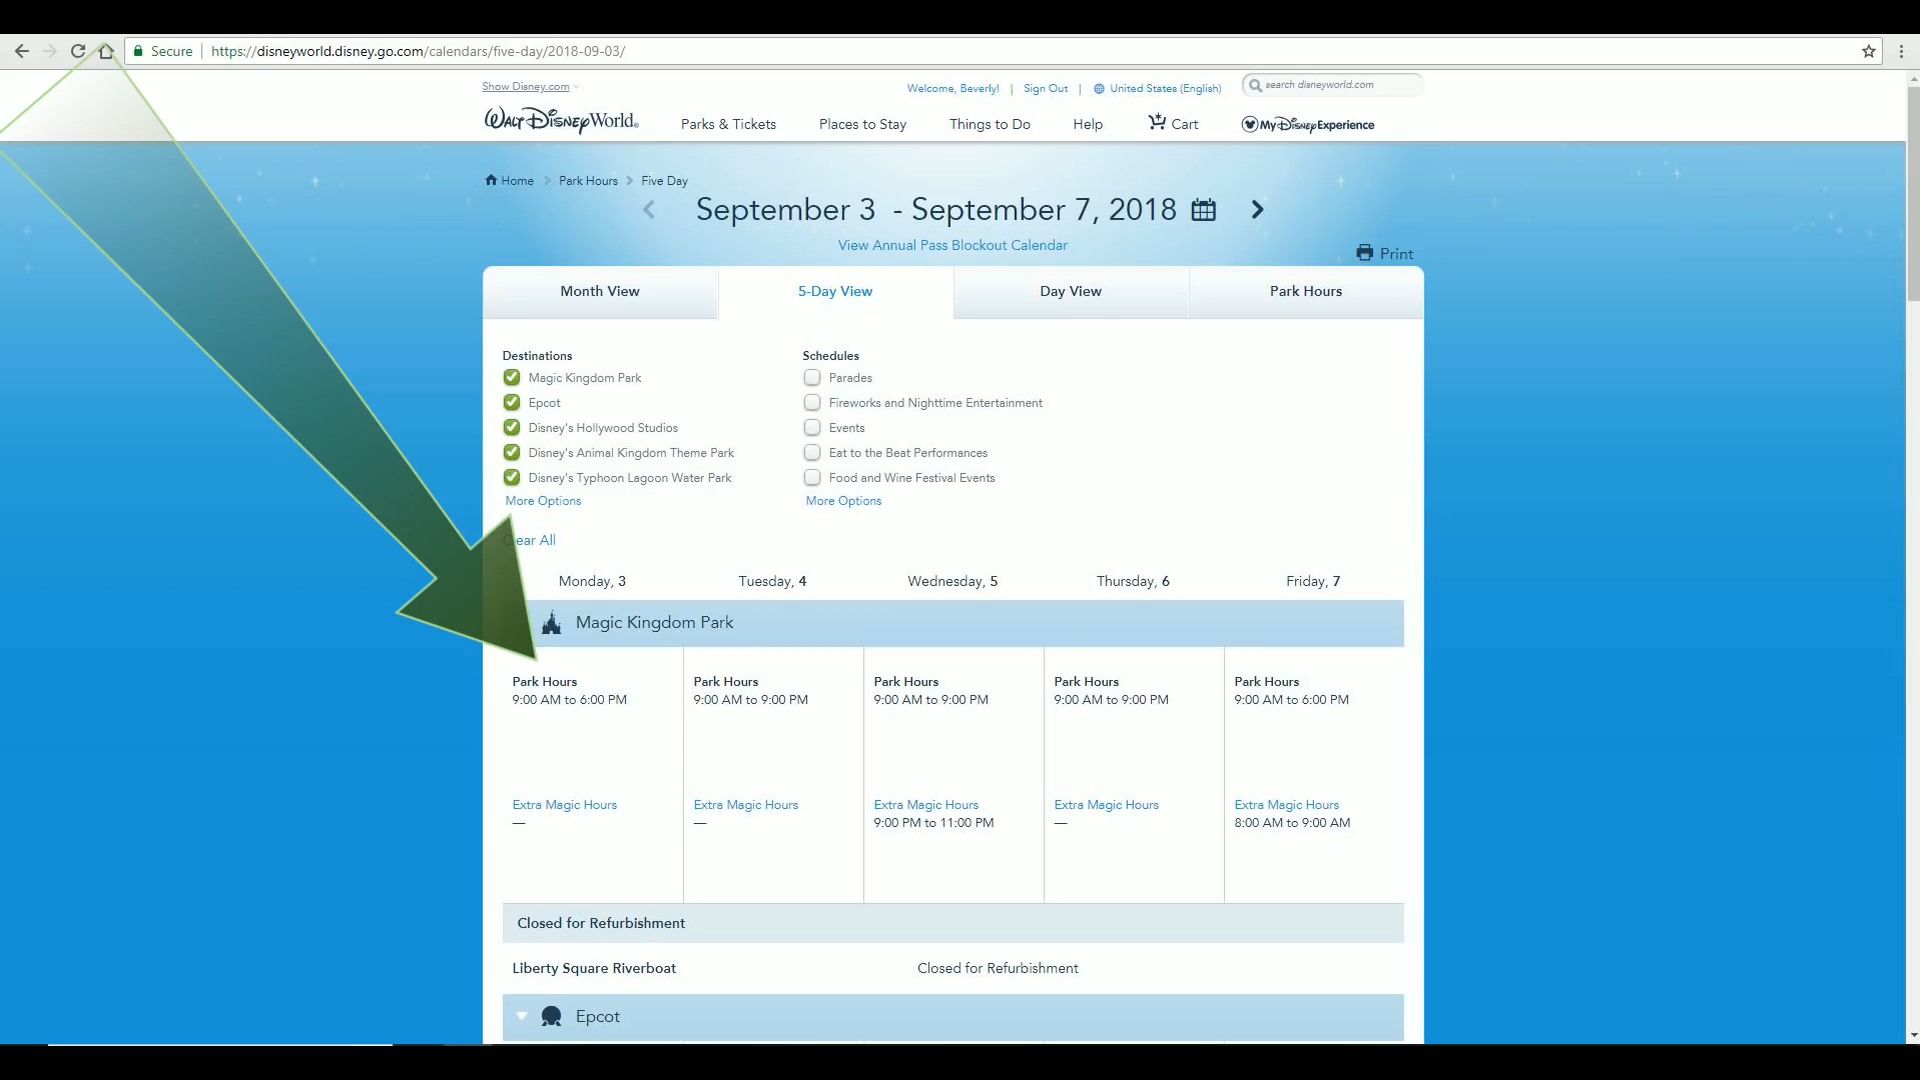 Secure https://disneyworld.disney.go.com/calendars/five-day/2018-09-03/
Show Disney.com Welcome, Beverly! | Sign Out | United States (English) search disneyworld.com
Walt Disney World Parks & Tickets Places to Stay Things to Do Help Cart My Disney Experience
Home Park Hours Five Day
September 3 - September 7, 2018
View Annual Pass Blockout Calendar
Print
Month View 5-Day View Day View Park Hours
Destinations Schedules
Magic Kingdom Park Parades
Epcot Fireworks and Nighttime Entertainment
Disney's Hollywood Studios Events
Disney's Animal Kingdom Theme Park Eat to the Beat Performances
Disney's Typhoon Lagoon Water Park Food and Wine Festival Events
More Options More Options
Clear All
Monday, 3 Tuesday, 4 Wednesday, 5 Thursday, 6 Friday, 7
Magic Kingdom Park
Park Hours Park Hours Park Hours Park Hours Park Hours
9:00 AM to 6:00 PM 9:00 AM to 9:00 PM 9:00 AM to 9:00 PM 9:00 AM to 9:00 PM 9:00 AM to 6:00 PM
Extra Magic Hours Extra Magic Hours Extra Magic Hours Extra Magic Hours Extra Magic Hours
— — 9:00 PM to 11:00 PM — 8:00 AM to 9:00 AM
Closed for Refurbishment
Liberty Square Riverboat Closed for Refurbishment
Epcot